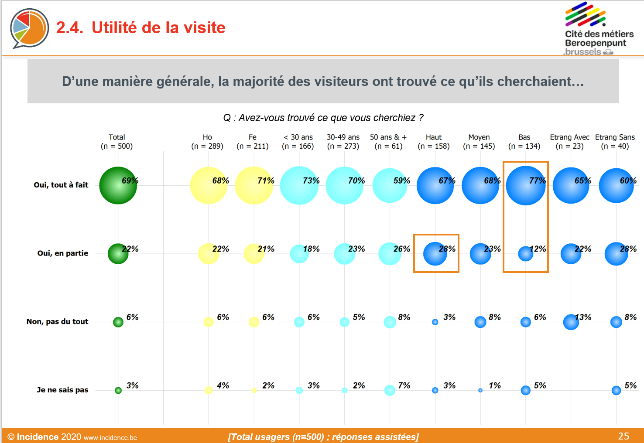 2.4. Utilité de la visite
Cité des métiers
Beroepenpunt
.brussels
D'une manière générale, la majorité des visiteurs ont trouvé ce qu'ils cherchaient…
Q : Avez-vous trouvé ce que vous cherchiez ?
Total Ho Fe < 30 ans 30-49 ans 50 ans & + Haut Moyen Bas Etrang Avec Etrang Sans
(n = 500) (n = 289) (n = 211) (n = 166) (n = 273) (n = 61) (n = 158) (n = 145) (n = 134) (n = 23) (n = 40)
Oui, tout à fait 69% 68% 71% 73% 70% 59% 67% 68% 77% 65% 60%
Oui, en partie 22% 22% 21% 18% 23% 26% 28% 23% 12% 22% 28%
Non, pas du tout 6% 6% 6% 6% 5% 8% 3% 8% 6% 13% 8%
Je ne sais pas 3% 4% 2% 3% 2% 7% 3% 1% 5% 5%
© Incidence 2020 www.incidence.be
[Total usagers (n=500) ; réponses assistées]
25